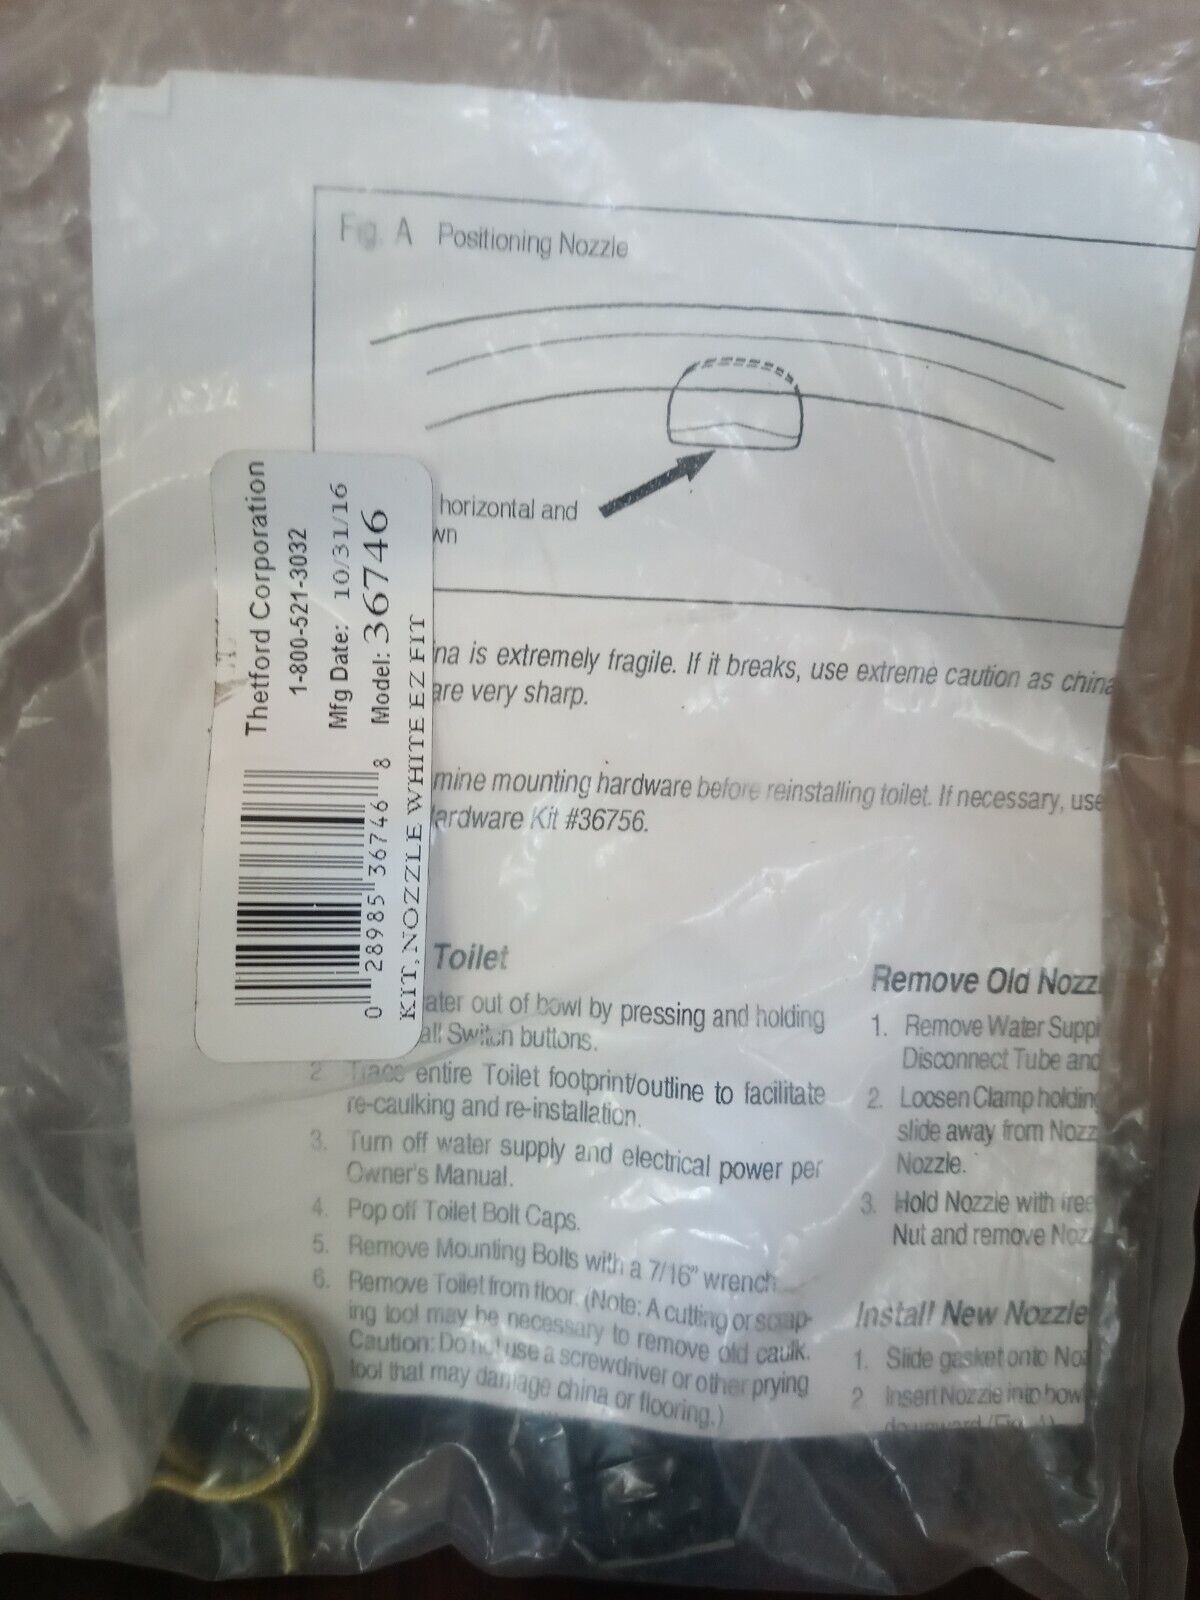 Fig. A Positioning Nozzle
horizontal and
wn
Thetford Corporation
1-800-521-3032
Mfg Date: 10/31/16
Model: 36746
0 28985 36746 8
KIT, NOZZLE WHITE EZ FIT
na is extremely fragile. If it breaks, use extreme caution as china
are very sharp.
mine mounting hardware before reinstalling toilet. If necessary, use
ardware Kit #36756.
Toilet
ater out of bowl by pressing and holding
all Switch buttons.
2. Trace entire Toilet footprint/outline to facilitate
re-caulking and re-installation.
3. Turn off water supply and electrical power per
Owner's Manual.
4. Pop off Toilet Bolt Caps.
5. Remove Mounting Bolts with a 7/16" wrench
6. Remove Toilet from floor. (Note: A cutting or scrap-
ing tool may be necessary to remove old caulk.
Caution: Do not use a screwdriver or other prying
tool that may damage china or flooring.)
Remove Old Nozz
1. Remove Water Suppl
Disconnect Tube and
2. Loosen Clamp holding
slide away from Nozz
Nozzle.
3. Hold Nozzle with free
Nut and remove Noz
Install New Nozzle
1. Slide gasket onto Noz
2 Insert Nozzle into bow
downward (Fig. A)